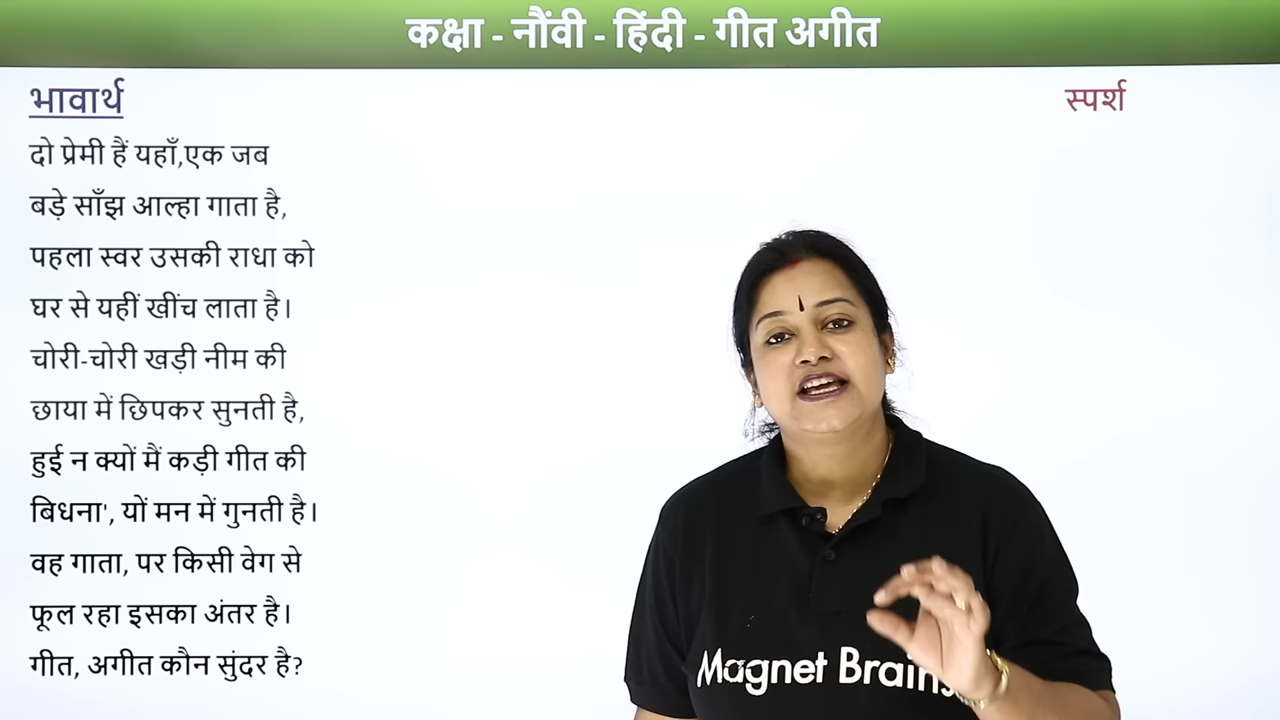 कक्षा - नौंवी - हिंदी - गीत अगीत
भावार्थ
स्पर्श
दो प्रेमी हैं यहाँ,एक जब
बड़े साँझ आल्हा गाता है,
पहला स्वर उसकी राधा को
घर से यहीं खींच लाता है।
चोरी-चोरी खड़ी नीम की
छाया में छिपकर सुनती है,
हुई न क्यों मैं कड़ी गीत की
बिधना', यों मन में गुनती है।
वह गाता, पर किसी वेग से
फूल रहा इसका अंतर है।
गीत, अगीत कौन सुंदर है?
Magnet Brains